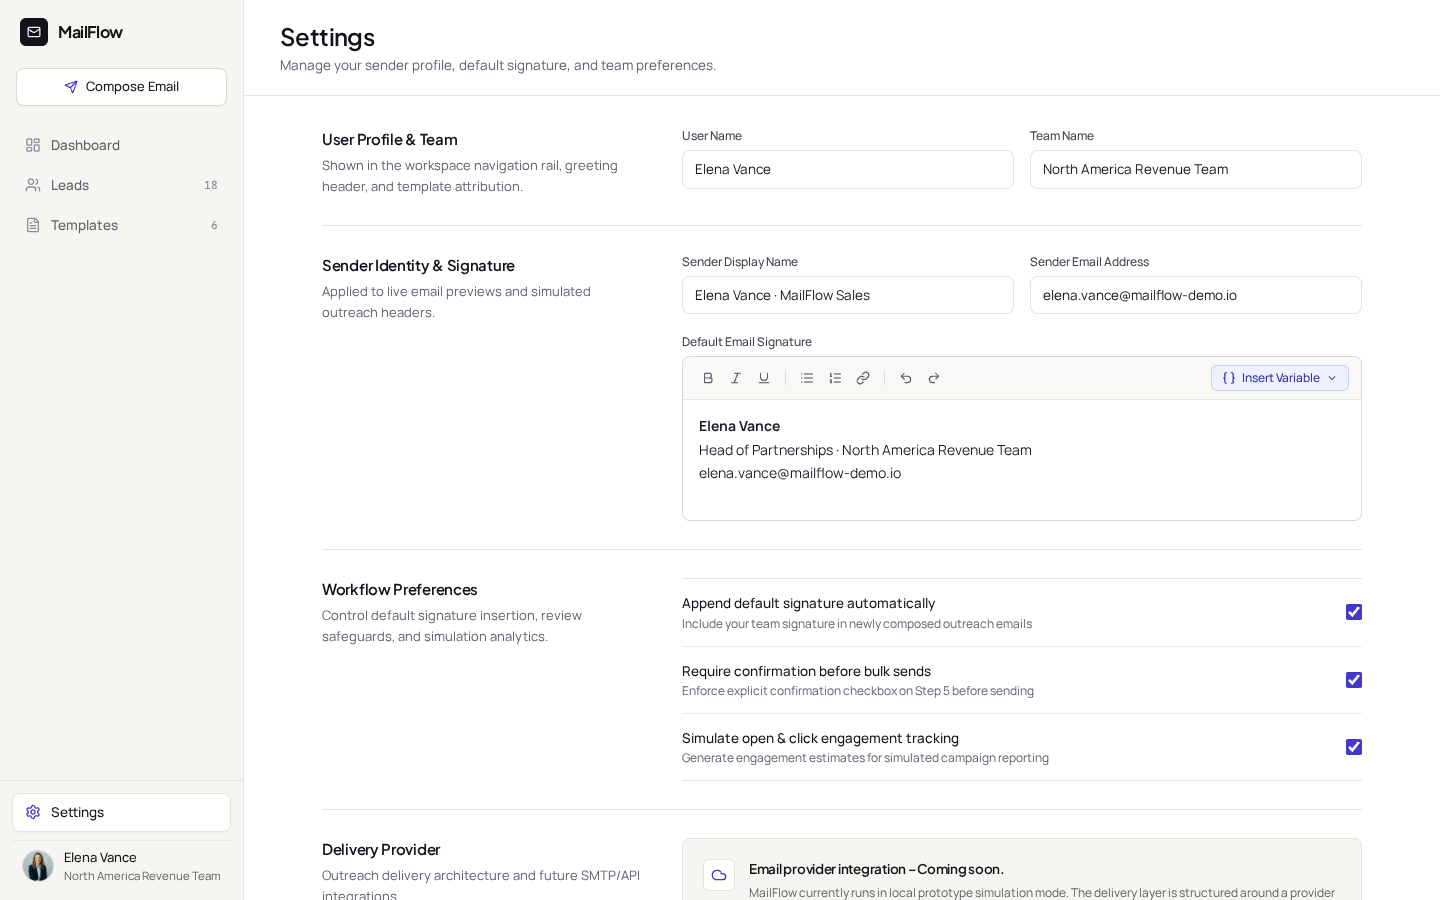 MailFlow
Compose Email
Dashboard
Leads 18
Templates 6
Settings
Elena Vance
North America Revenue Team
Settings
Manage your sender profile, default signature, and team preferences.
User Profile & Team
Shown in the workspace navigation rail, greeting
header, and template attribution.
User Name
Elena Vance
Team Name
North America Revenue Team
Sender Identity & Signature
Applied to live email previews and simulated
outreach headers.
Sender Display Name
Elena Vance · MailFlow Sales
Sender Email Address
elena.vance@mailflow-demo.io
Default Email Signature
Insert Variable
Elena Vance
Head of Partnerships · North America Revenue Team
elena.vance@mailflow-demo.io
Workflow Preferences
Control default signature insertion, review
safeguards, and simulation analytics.
Append default signature automatically
Include your team signature in newly composed outreach emails
Require confirmation before bulk sends
Enforce explicit confirmation checkbox on Step 5 before sending
Simulate open & click engagement tracking
Generate engagement estimates for simulated campaign reporting
Delivery Provider
Outreach delivery architecture and future SMTP/API
integrations.
Email provider integration – Coming soon.
MailFlow currently runs in local prototype simulation mode. The delivery layer is structured around a provider